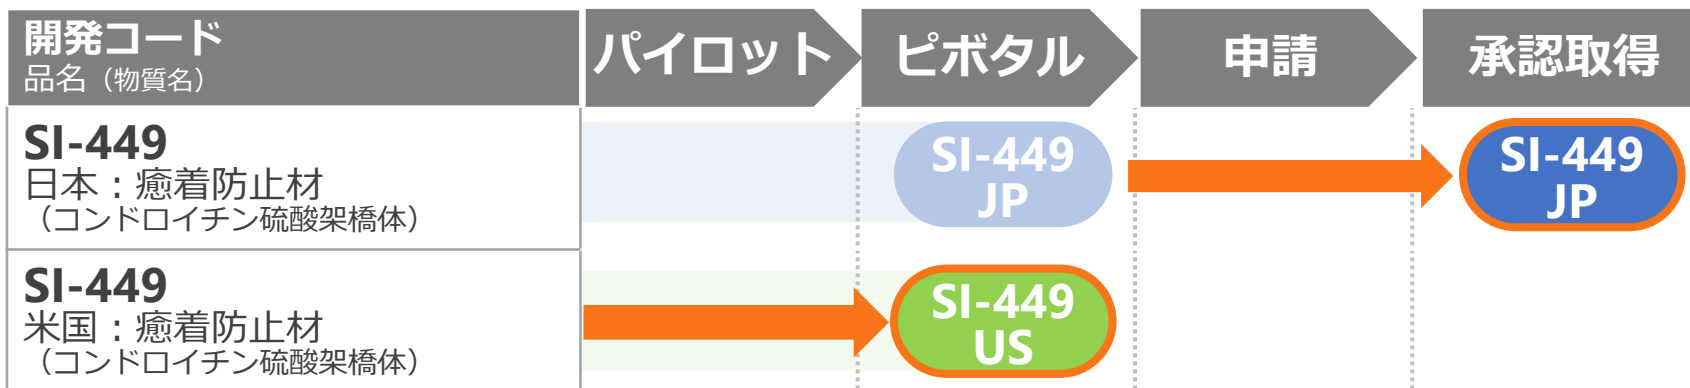 開発コード
品名（物質名）
パイロット
ピボタル
申請
承認取得
SI-449
日本：癒着防止材
（コンドロイチン硫酸架橋体）
SI-449
JP
SI-449
JP
SI-449
米国：癒着防止材
（コンドロイチン硫酸架橋体）
SI-449
US